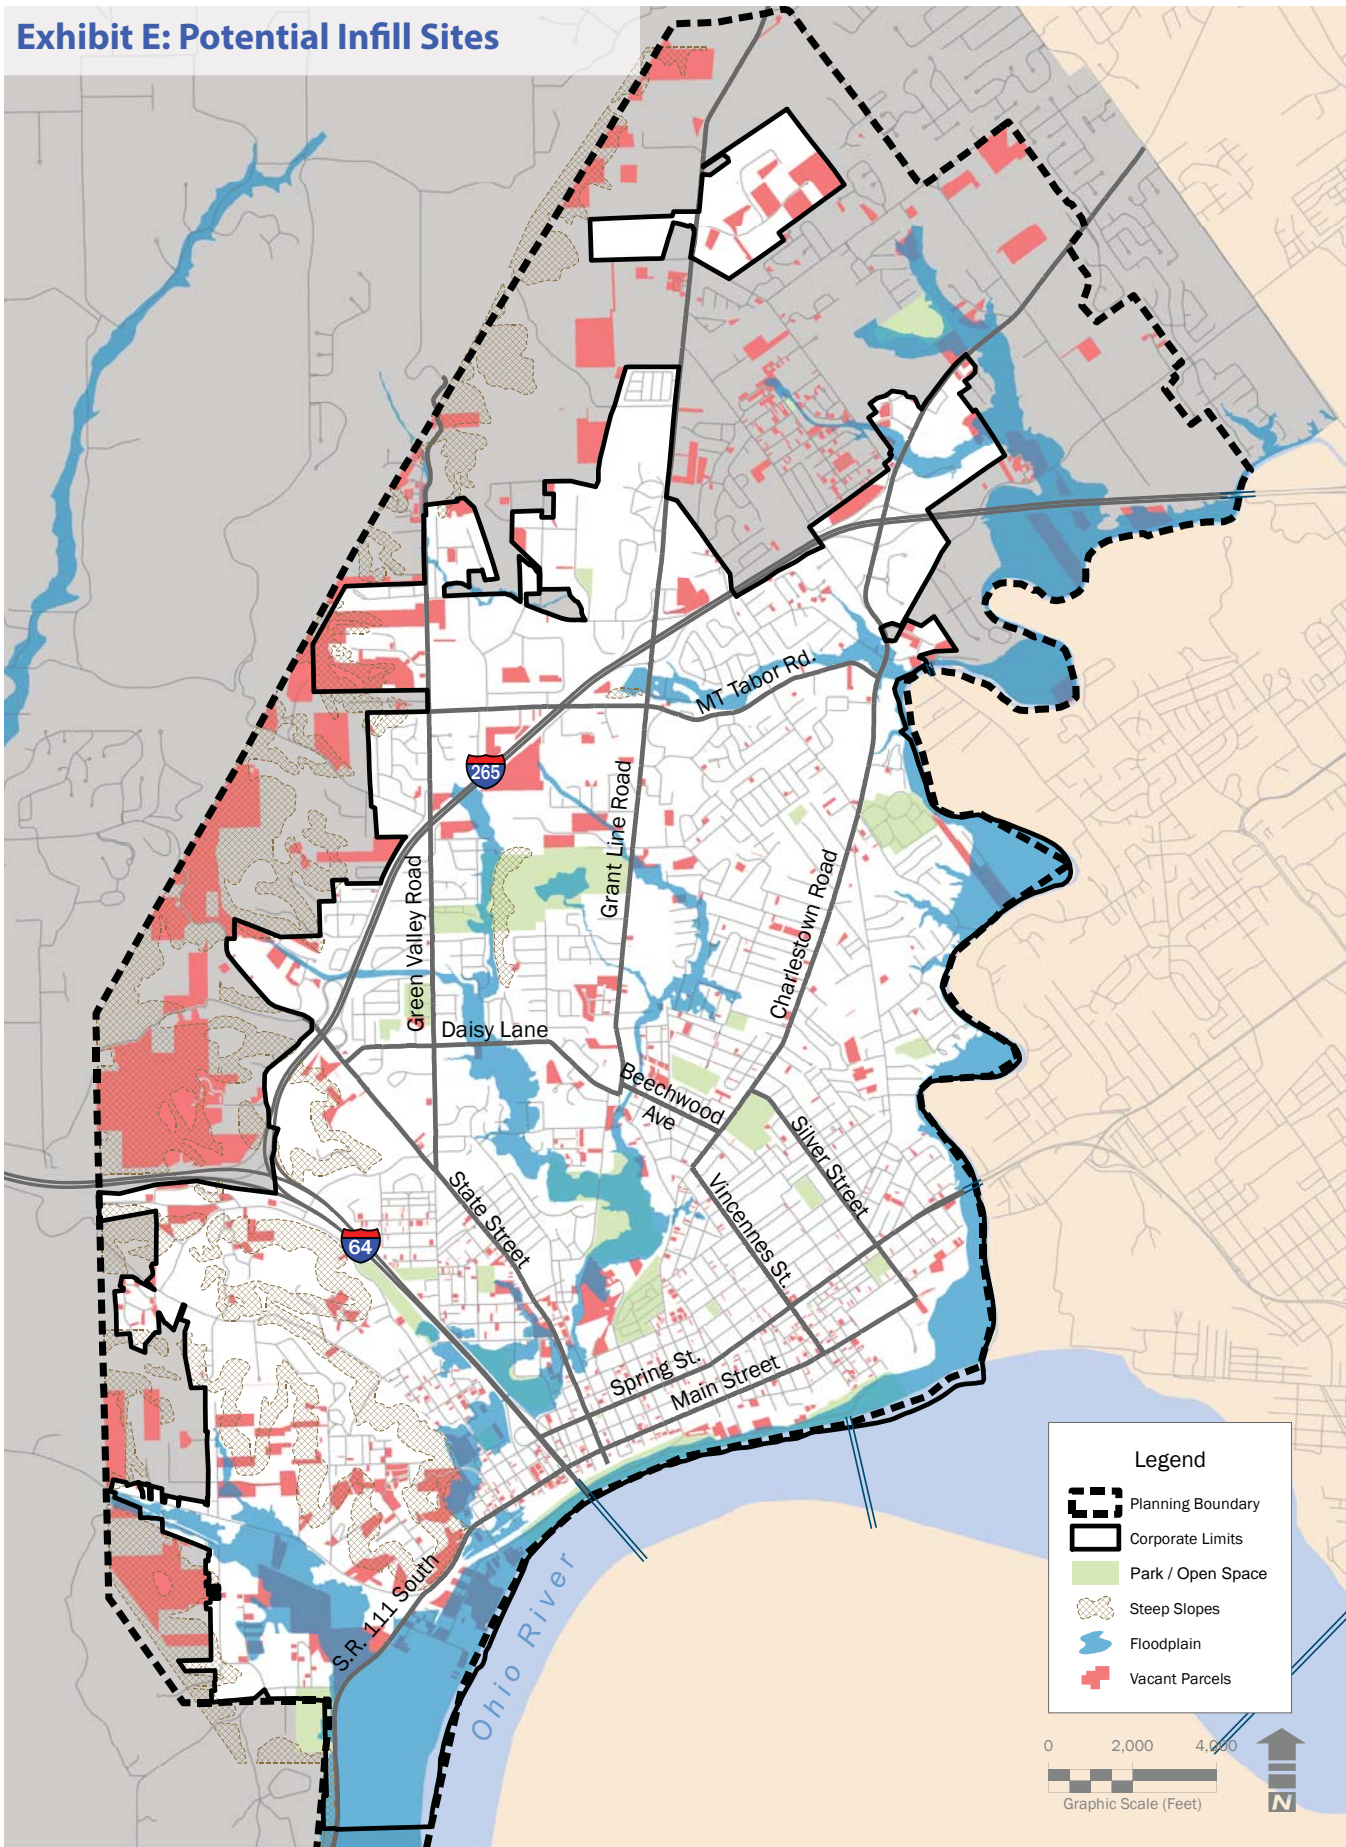 Exhibit E: Potential Infill Sites
MT Tabor Rd.
265
Grant Line Road
Green Valley Road
Charlestown Road
Daisy Lane
Beechwood
Ave
Silver Street
State Street
Vincennes St.
64
Spring St.
Main Street
S.R. 111 South
Ohio River
Legend
Planning Boundary
Corporate Limits
Park / Open Space
Steep Slopes
Floodplain
Vacant Parcels
0 2,000 4,000
Graphic Scale (Feet)
N